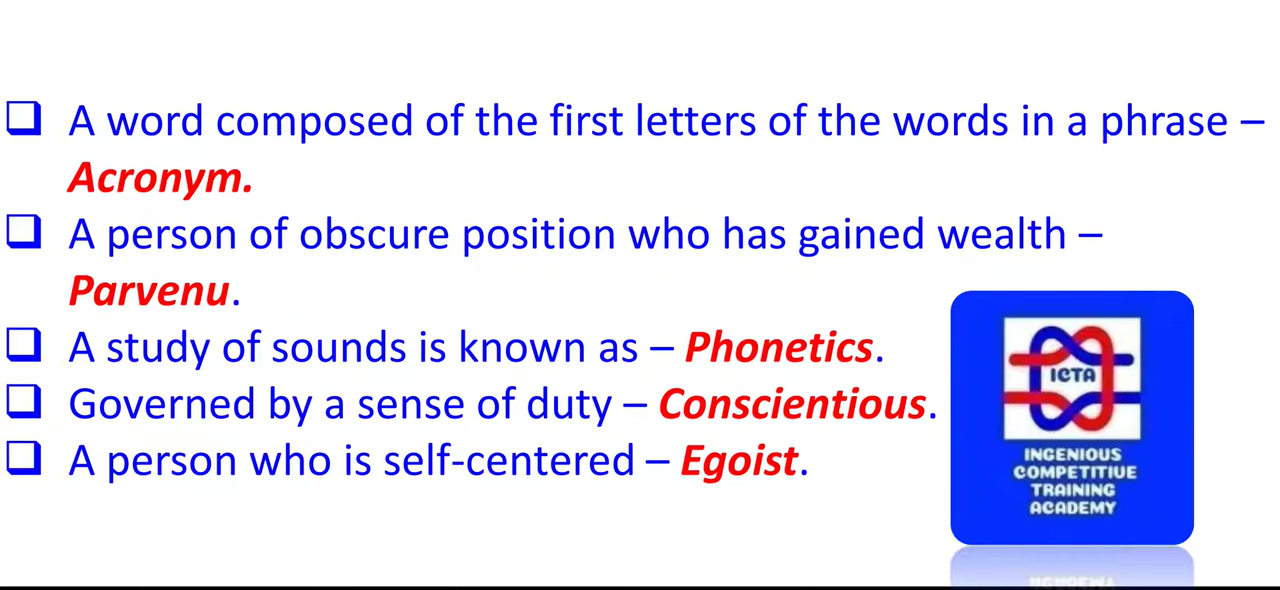 A word composed of the first letters of the words in a phrase –
Acronym.
A person of obscure position who has gained wealth –
Parvenu.
A study of sounds is known as – Phonetics.
Governed by a sense of duty – Conscientious.
A person who is self-centered – Egoist.
ICTA
INGENIOUS
COMPETITIVE
TRAINING
ACADEMY